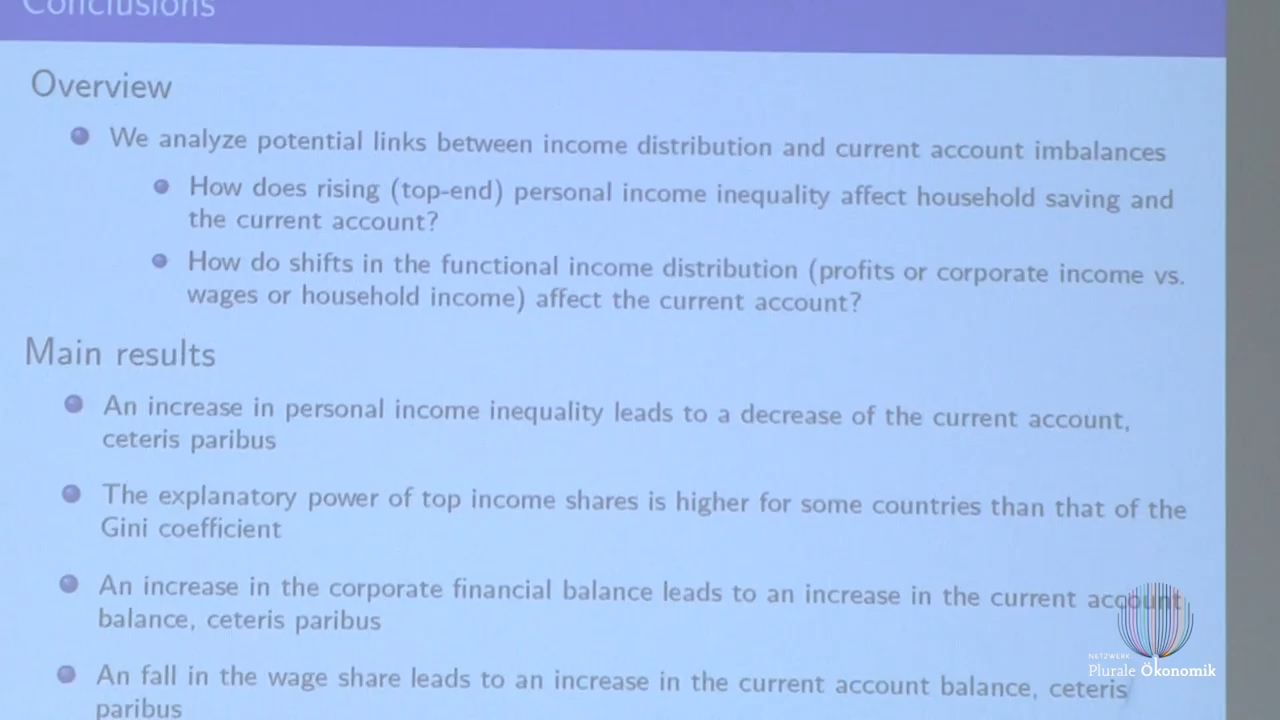 Conclusions
Overview
We analyze potential links between income distribution and current account imbalances
How does rising (top-end) personal income inequality affect household saving and
the current account?
How do shifts in the functional income distribution (profits or corporate income vs.
wages or household income) affect the current account?
Main results
An increase in personal income inequality leads to a decrease of the current account,
ceteris paribus
The explanatory power of top income shares is higher for some countries than that of the
Gini coefficient
An increase in the corporate financial balance leads to an increase in the current account
balance, ceteris paribus
An fall in the wage share leads to an increase in the current account balance, ceteris
paribus
NETZWERK
Plurale Ökonomik